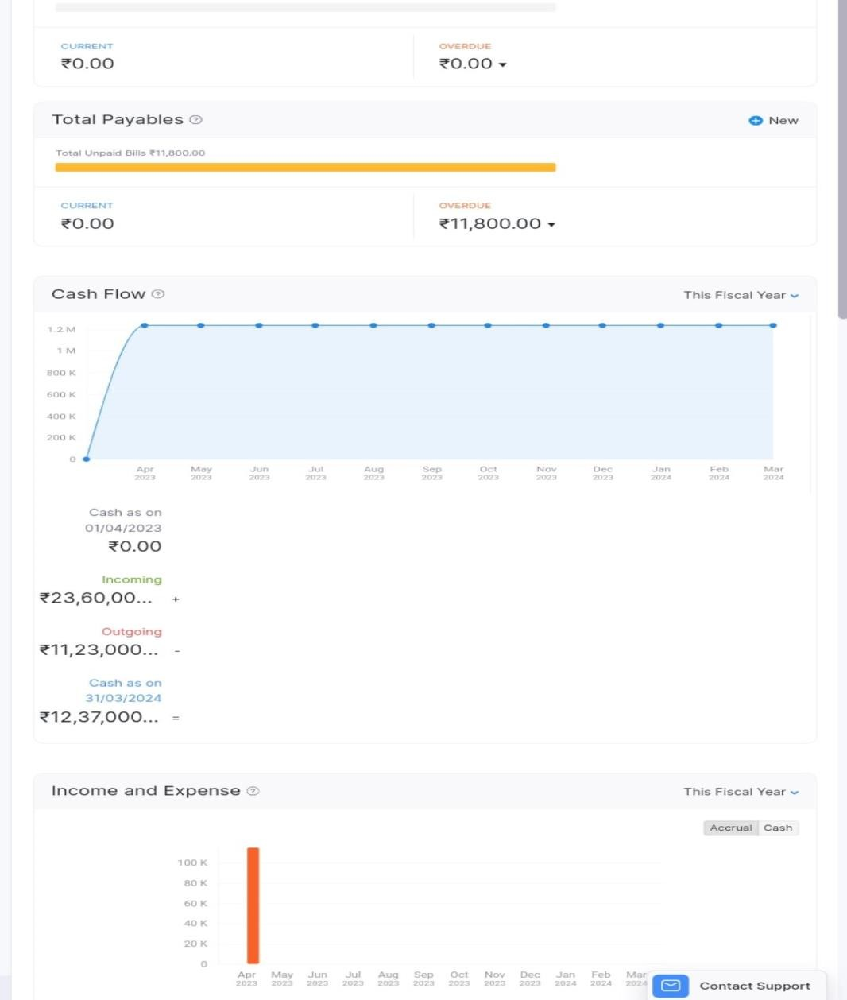 CURRENT OVERDUE
₹0.00 ₹0.00
Total Payables ? New
Total Unpaid Bills ₹11,800.00
CURRENT OVERDUE
₹0.00 ₹11,800.00
Cash Flow ? This Fiscal Year
1.2 M
1 M
800 K
600 K
400 K
200 K
0
Apr May Jun Jul Aug Sep Oct Nov Dec Jan Feb Mar
2023 2023 2023 2023 2023 2023 2023 2023 2023 2024 2024 2024
Cash as on
01/04/2023
₹0.00
Incoming
₹23,60,00... +
Outgoing
₹11,23,000... -
Cash as on
31/03/2024
₹12,37,000... =
Income and Expense ? This Fiscal Year
Accrual Cash
100 K
80 K
60 K
40 K
20 K
0
Apr May Jun Jul Aug Sep Oct Nov Dec Jan Feb Mar
2023 2023 2023 2023 2023 2023 2023 2023 2023 2024 2024 2024
Contact Support